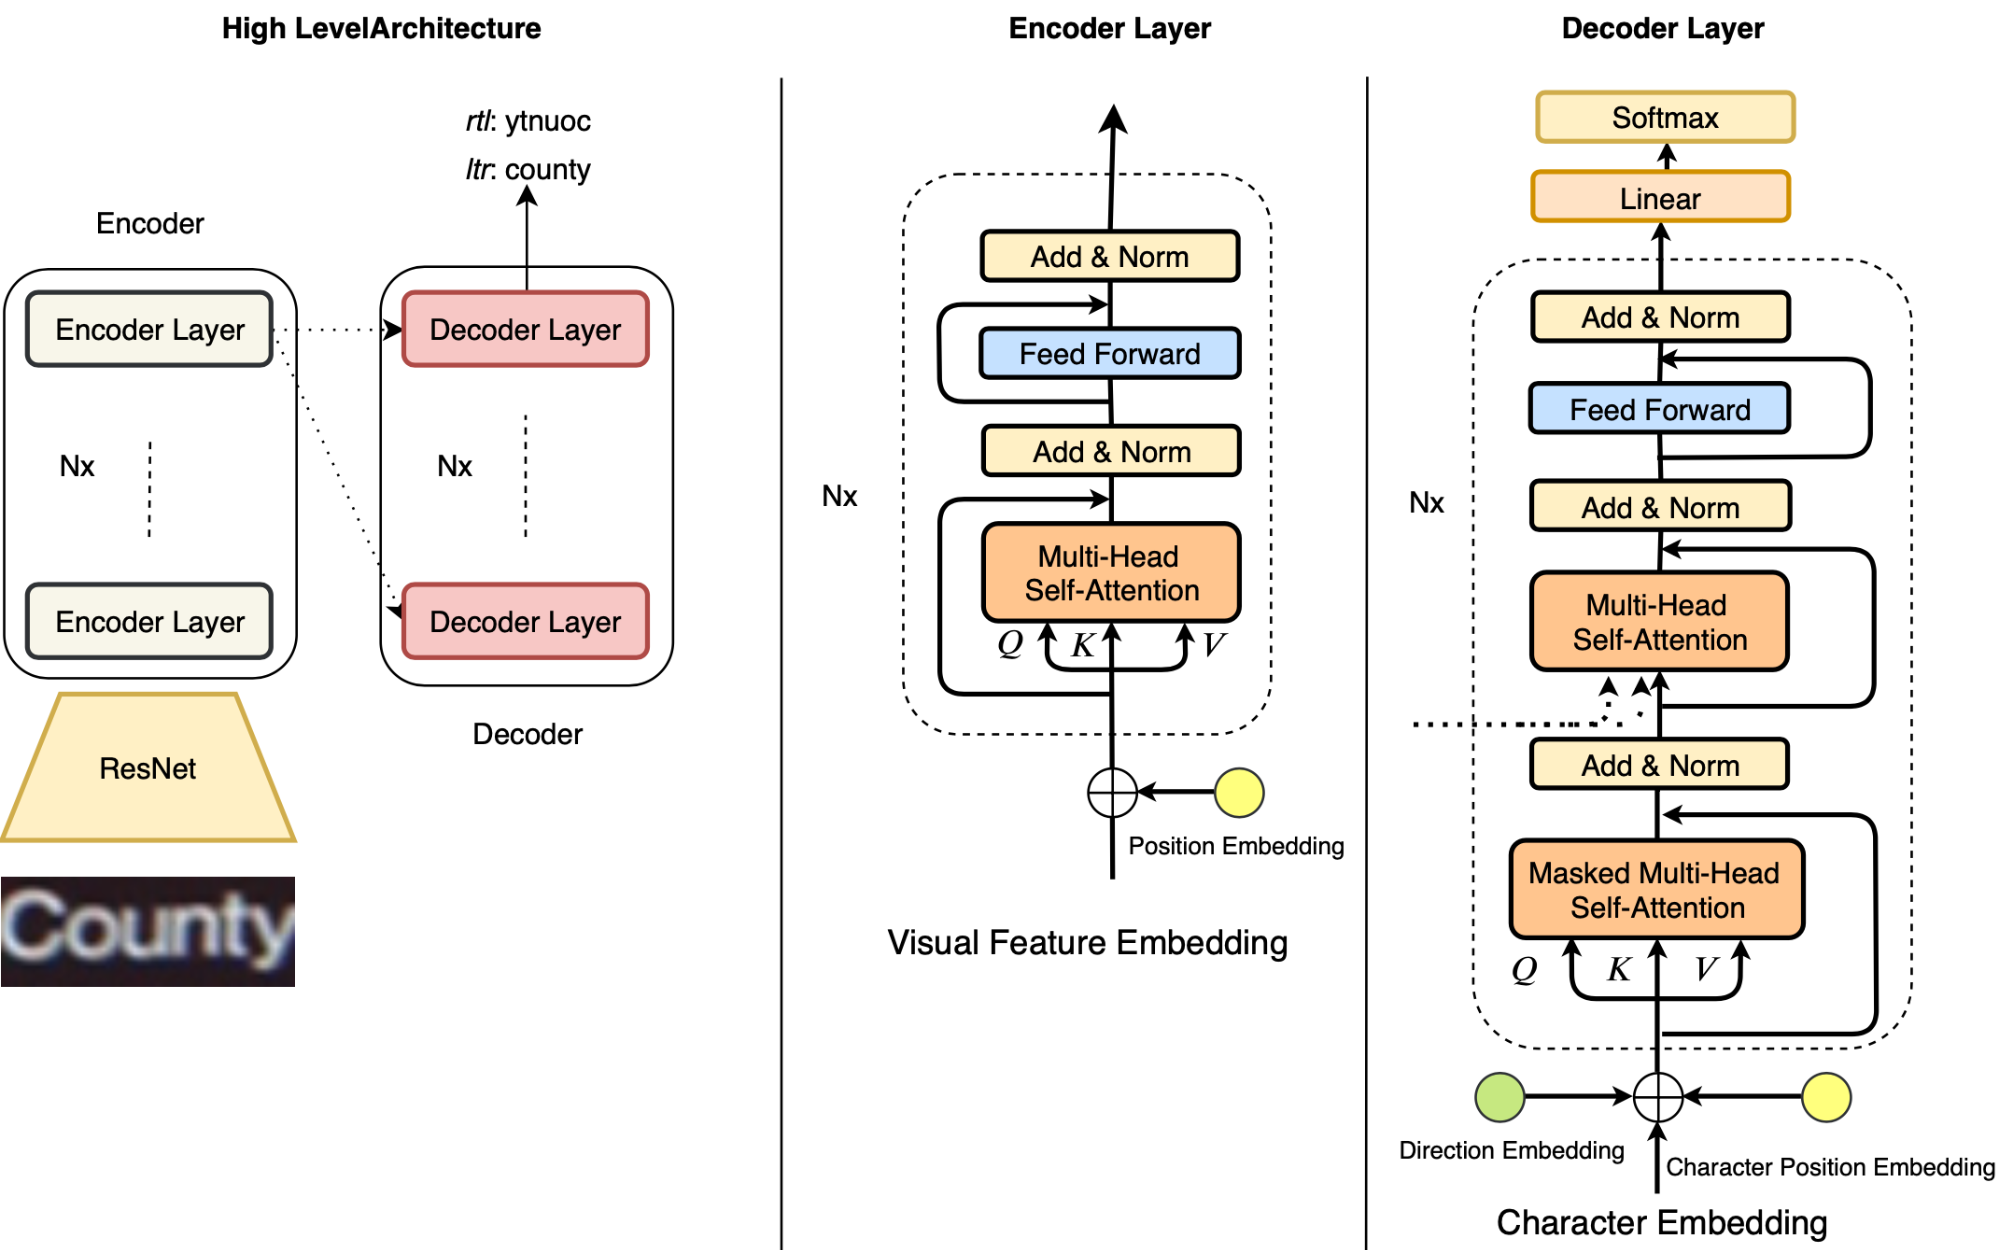 High LevelArchitecture
rtl: ytnuoc
ltr: county
Encoder
Encoder Layer
Decoder Layer
Nx
Nx
Encoder Layer
Decoder Layer
Decoder
ResNet
County
Encoder Layer
Add & Norm
Feed Forward
Add & Norm
Nx
Multi-Head
Self-Attention
Q K V
Position Embedding
Visual Feature Embedding
Decoder Layer
Softmax
Linear
Add & Norm
Feed Forward
Nx
Add & Norm
Multi-Head
Self-Attention
Add & Norm
Masked Multi-Head
Self-Attention
Q K V
Direction Embedding
Character Position Embedding
Character Embedding